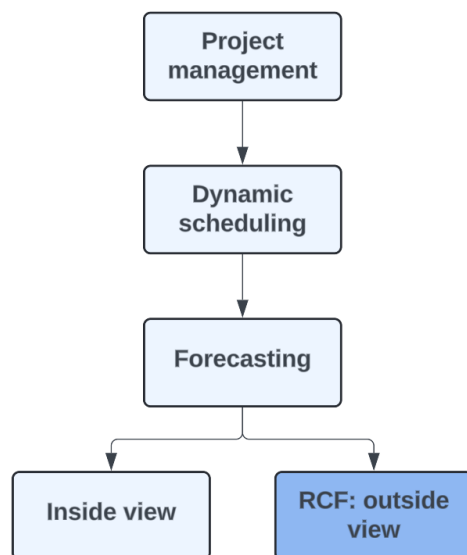 Project
management
Dynamic
scheduling
Forecasting
Inside view
RCF: outside
view